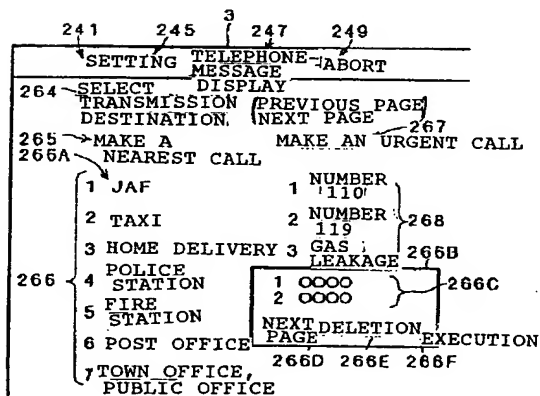 3
241 245 247 249
SETTING TELEPHONE ABORT
MESSAGE
264 SELECT DISPLAY
TRANSMISSION (PREVIOUS PAGE)
DESTINATION. (NEXT PAGE)
267
265 MAKE A MAKE AN URGENT CALL
266A NEAREST CALL
1 JAF 1 NUMBER
'110'
2 TAXI 2 NUMBER 268
119
3 HOME DELIVERY 3 GAS
LEAKAGE 266B
266 4 POLICE
STATION
1 OOOO
2 OOOO 266C
5 FIRE
STATION
NEXT DELETION
PAGE EXECUTION
6 POST OFFICE
266D 266E 266F
7 TOWN OFFICE,
PUBLIC OFFICE